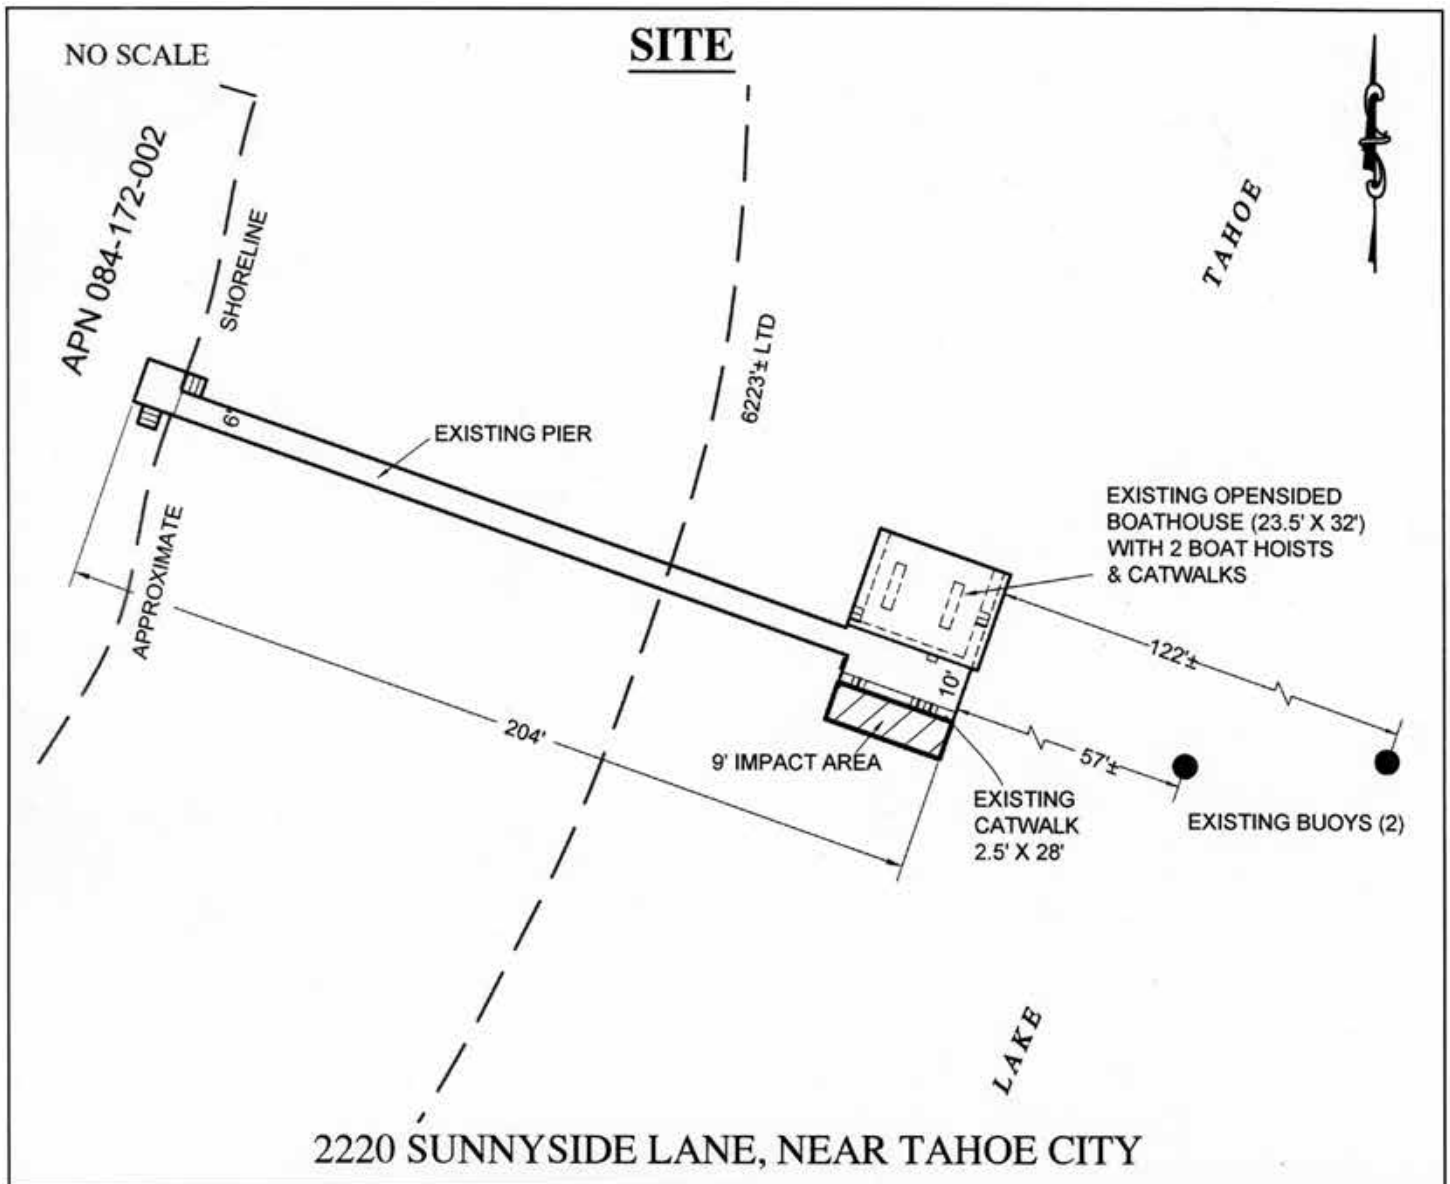 NO SCALE
SITE
APN 084-172-002
SHORELINE
TAHOE
6223'± LTD
6'
EXISTING PIER
EXISTING OPENSIDED
BOATHOUSE (23.5' X 32')
WITH 2 BOAT HOISTS
& CATWALKS
APPROXIMATE
122'±
10'
204'
9' IMPACT AREA
57'±
EXISTING
CATWALK
2.5' X 28'
EXISTING BUOYS (2)
LAKE
2220 SUNNYSIDE LANE, NEAR TAHOE CITY